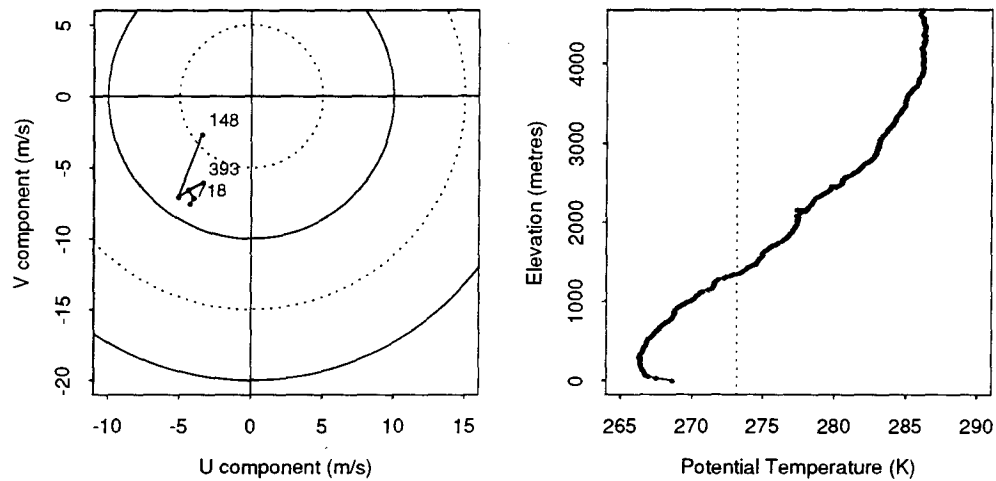 5
0
-5
-10
-15
-20
V component (m/s)
148
393
718
-10 -5 0 5 10 15
U component (m/s)
4000
3000
2000
1000
0
Elevation (metres)
265 270 275 280 285 290
Potential Temperature (K)